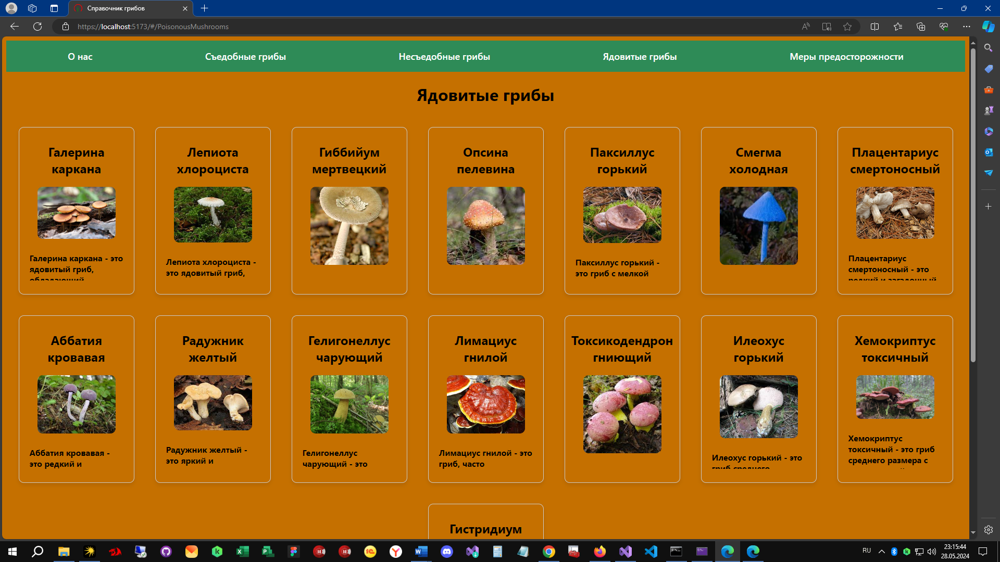 Справочник грибов
https://localhost:5173/#/PoisonousMushrooms
О нас
Съедобные грибы
Несъедобные грибы
Ядовитые грибы
Меры предосторожности
Ядовитые грибы
Галерина
каркана
Галерина каркана - это
ядовитый гриб,
обладающий
Лепиота
хлороциста
Лепиота хлороциста -
это ядовитый гриб,
Гиббийум
мертвецкий
Опсина
пелевина
Паксиллус
горький
Паксиллус горький -
это гриб с мелкой
Смегма
холодная
Плацентариус
смертоносный
Плацентариус
смертоносный - это
редкий и загадочный
Аббатия
кровавая
Аббатия кровавая -
это редкий и
Радужник
желтый
Радужник желтый -
это яркий и
Гелигонеллус
чарующий
Гелигонеллус
чарующий - это
Лимациус
гнилой
Лимациус гнилой - это
гриб, часто
Токсикодендрон
гниющий
Илеохус
горький
Илеохус горький - это
гриб среднего
Хемокриптус
токсичный
Хемокриптус
токсичный - это гриб
среднего размера с
Гистридиум
RU
23:15:44
28.05.2024